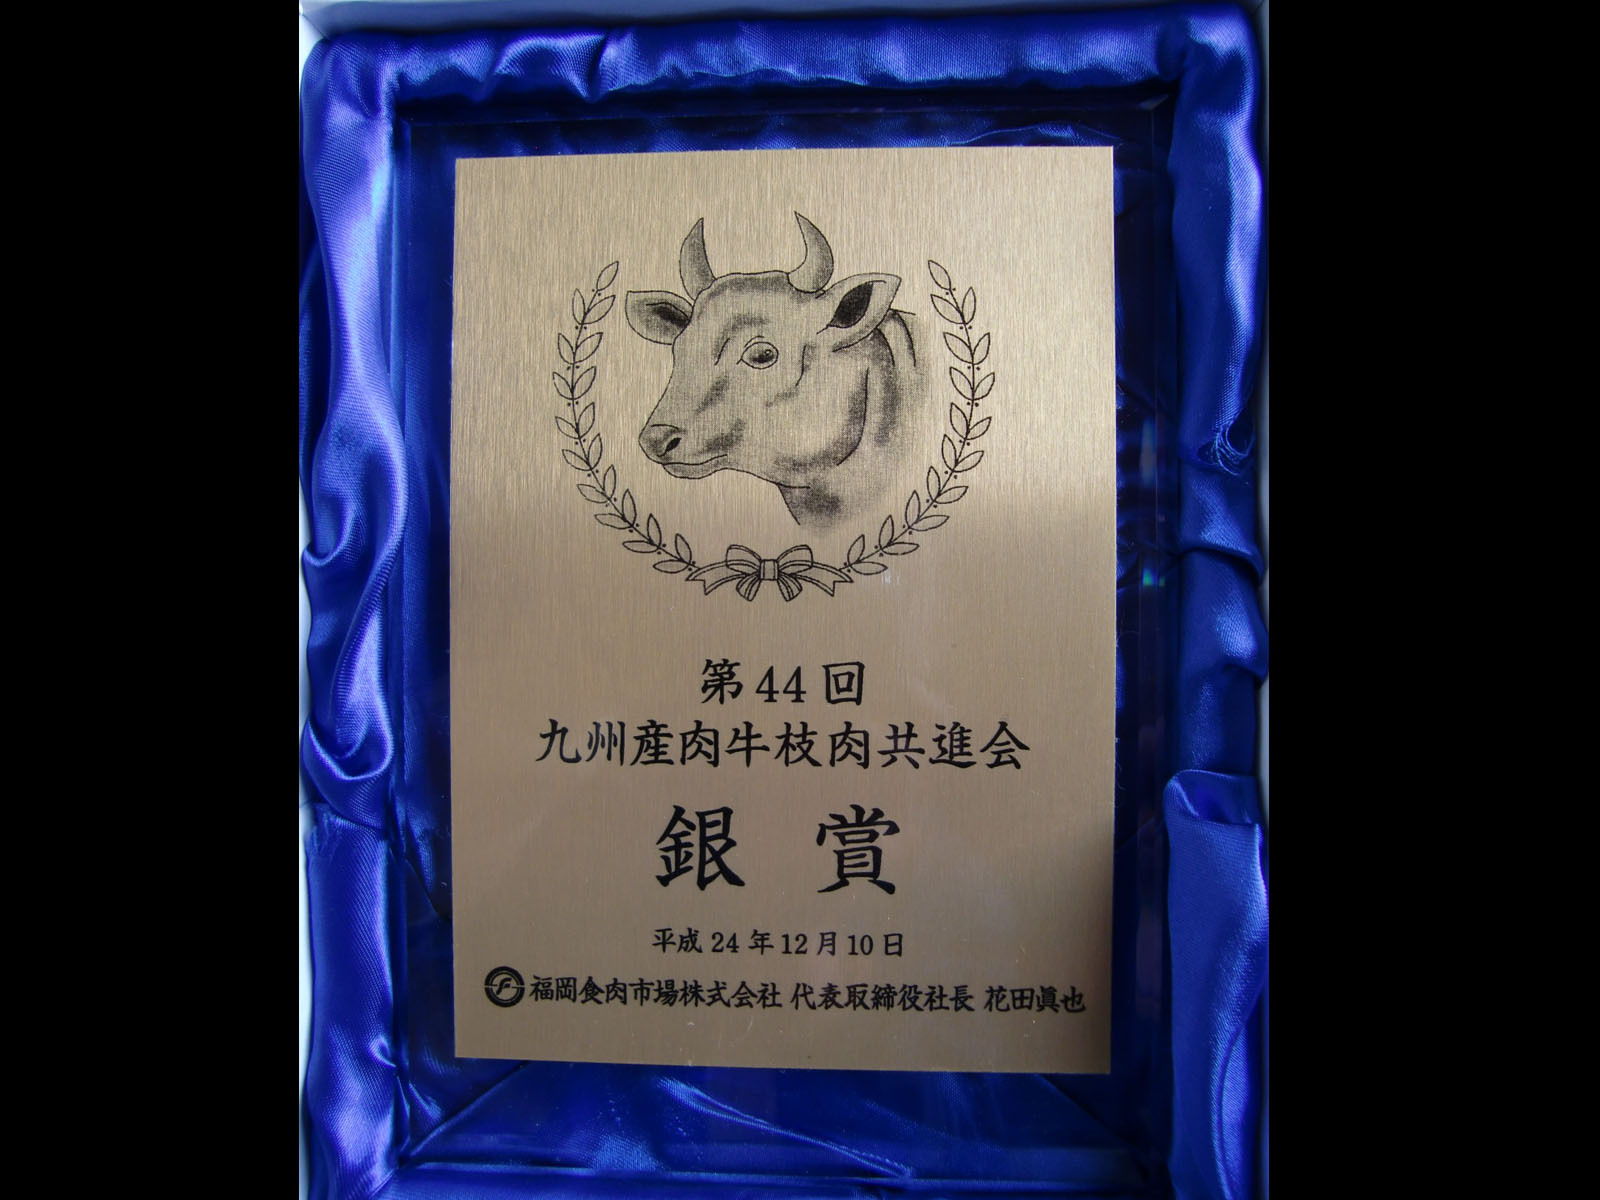 第44回
九州産肉牛枝肉共進会
銀賞
平成24年12月10日
福岡食肉市場株式会社 代表取締役社長 花田眞也